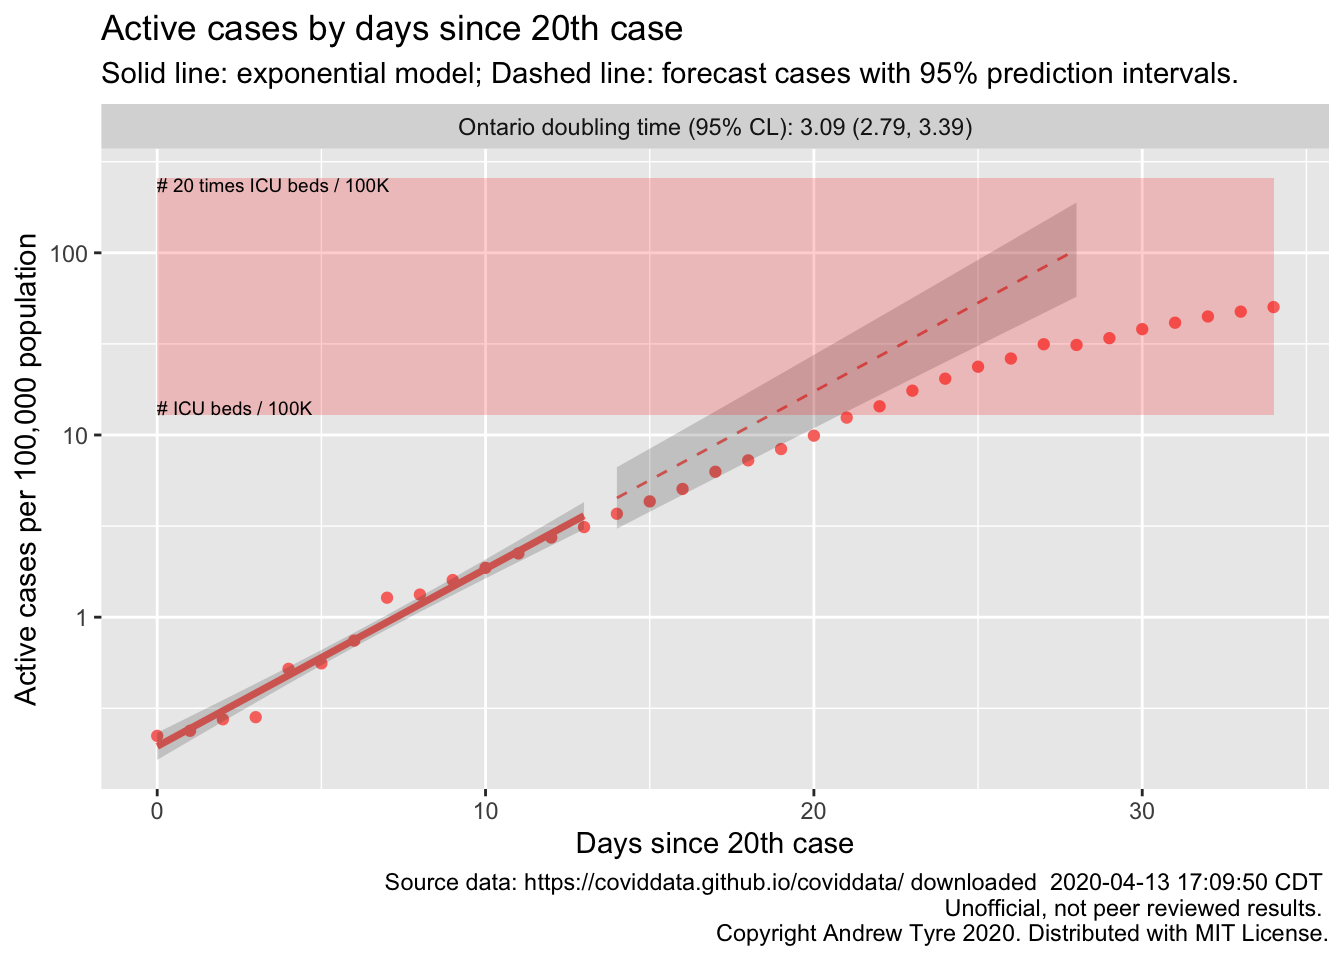 Active cases by days since 20th case
Solid line: exponential model; Dashed line: forecast cases with 95% prediction intervals.
Ontario doubling time (95% CL): 3.09 (2.79, 3.39)
# 20 times ICU beds / 100K
100
# ICU beds / 100K
10
1
Active cases per 100,000 population
0
10
20
30
Days since 20th case
Source data: https://coviddata.github.io/coviddata/ downloaded  2020-04-13 17:09:50 CDT
Unofficial, not peer reviewed results.
Copyright Andrew Tyre 2020. Distributed with MIT License.